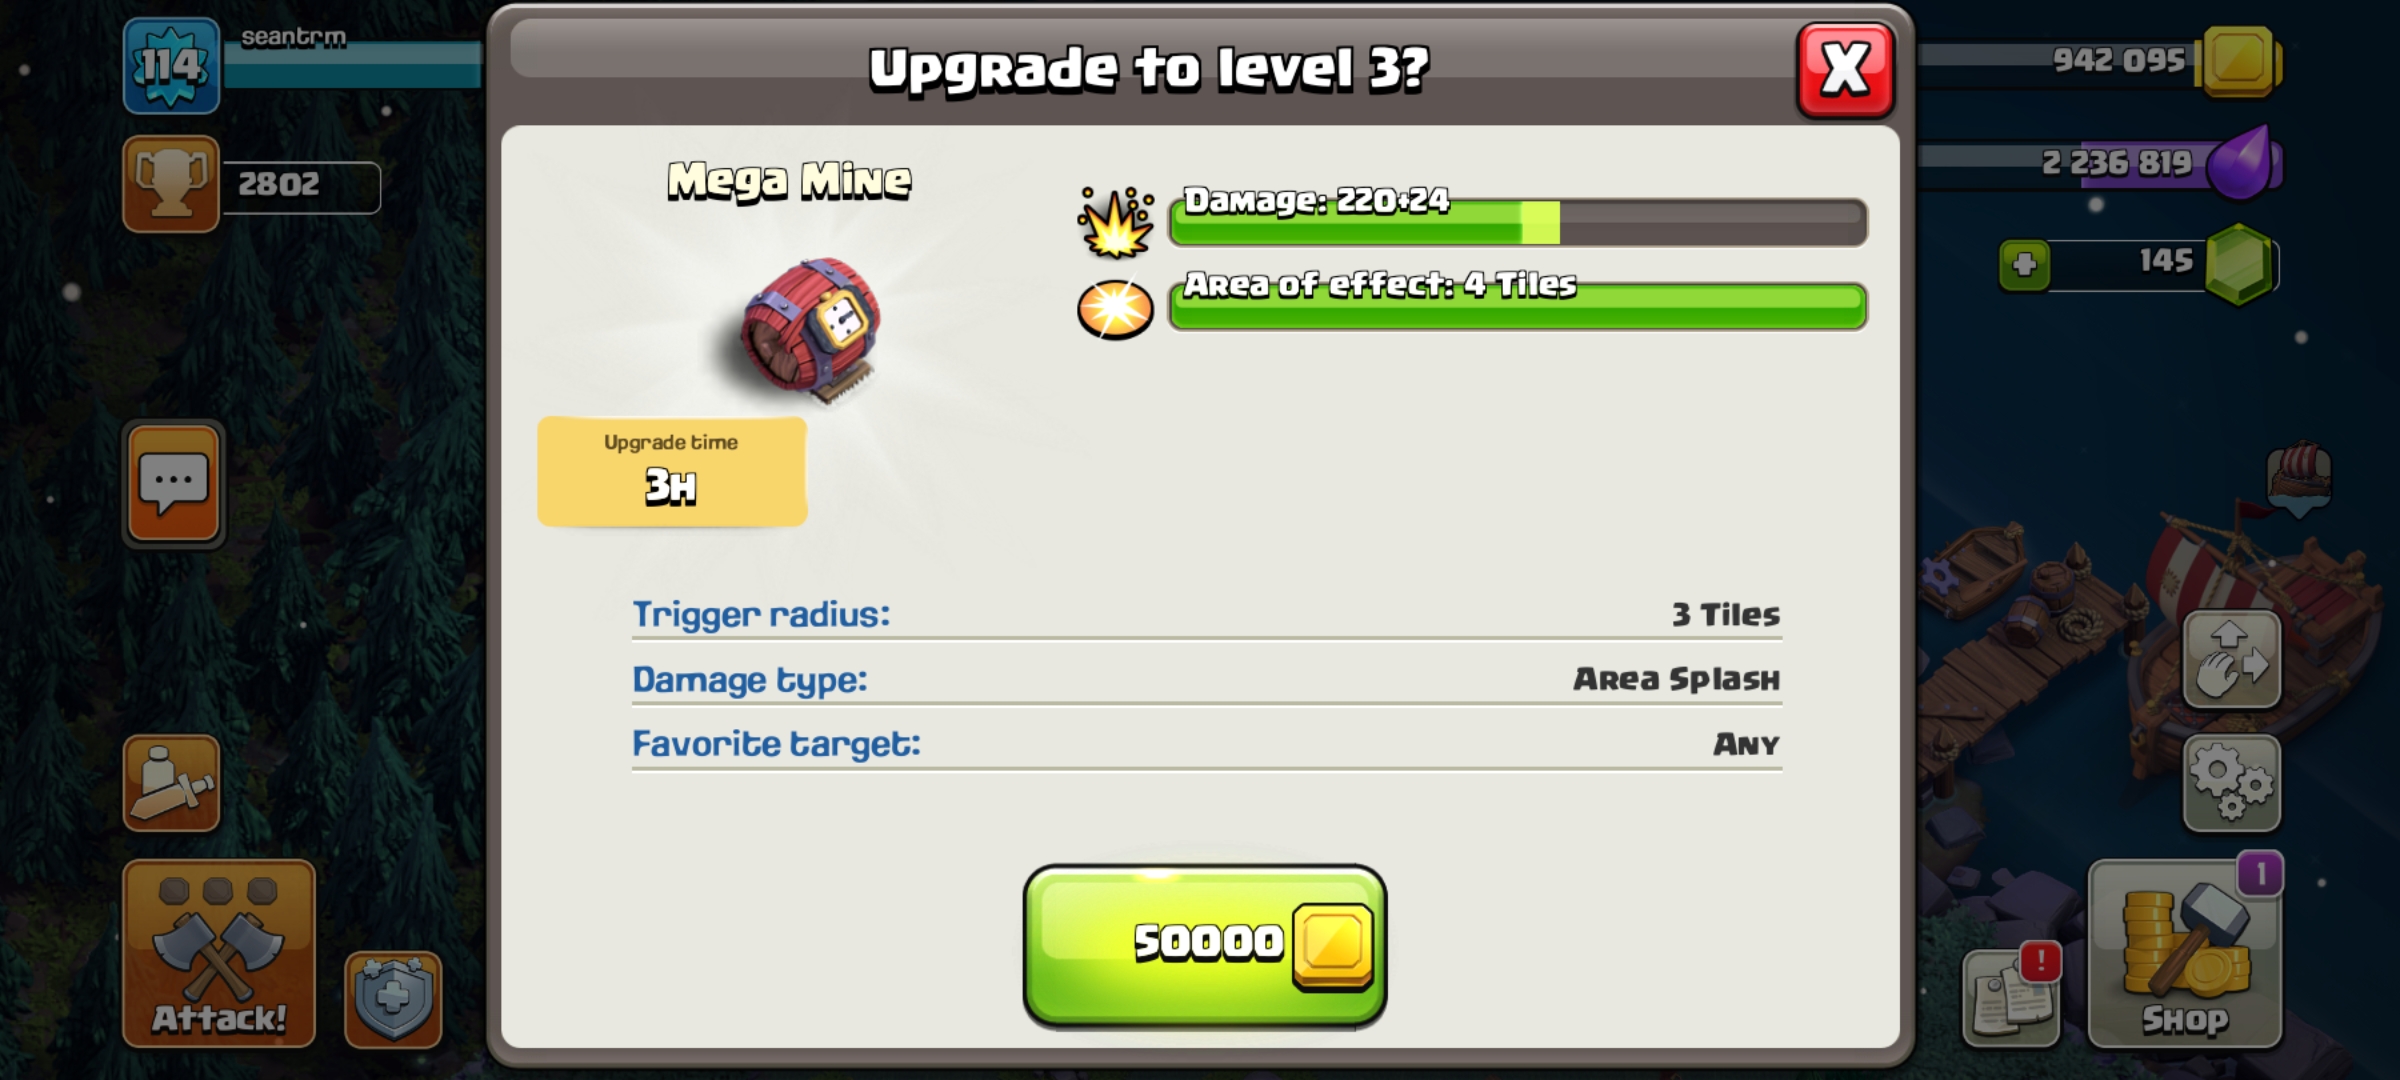 114
seantrm
2802
Upgrade to level 3?
X
942 095
2 236 819
145
Mega Mine
Damage: 220+24
Area of effect: 4 Tiles
Upgrade time
3H
Trigger radius: 3 Tiles
Damage type: Area Splash
Favorite target: Any
50000
Attack!
!
1
Shop